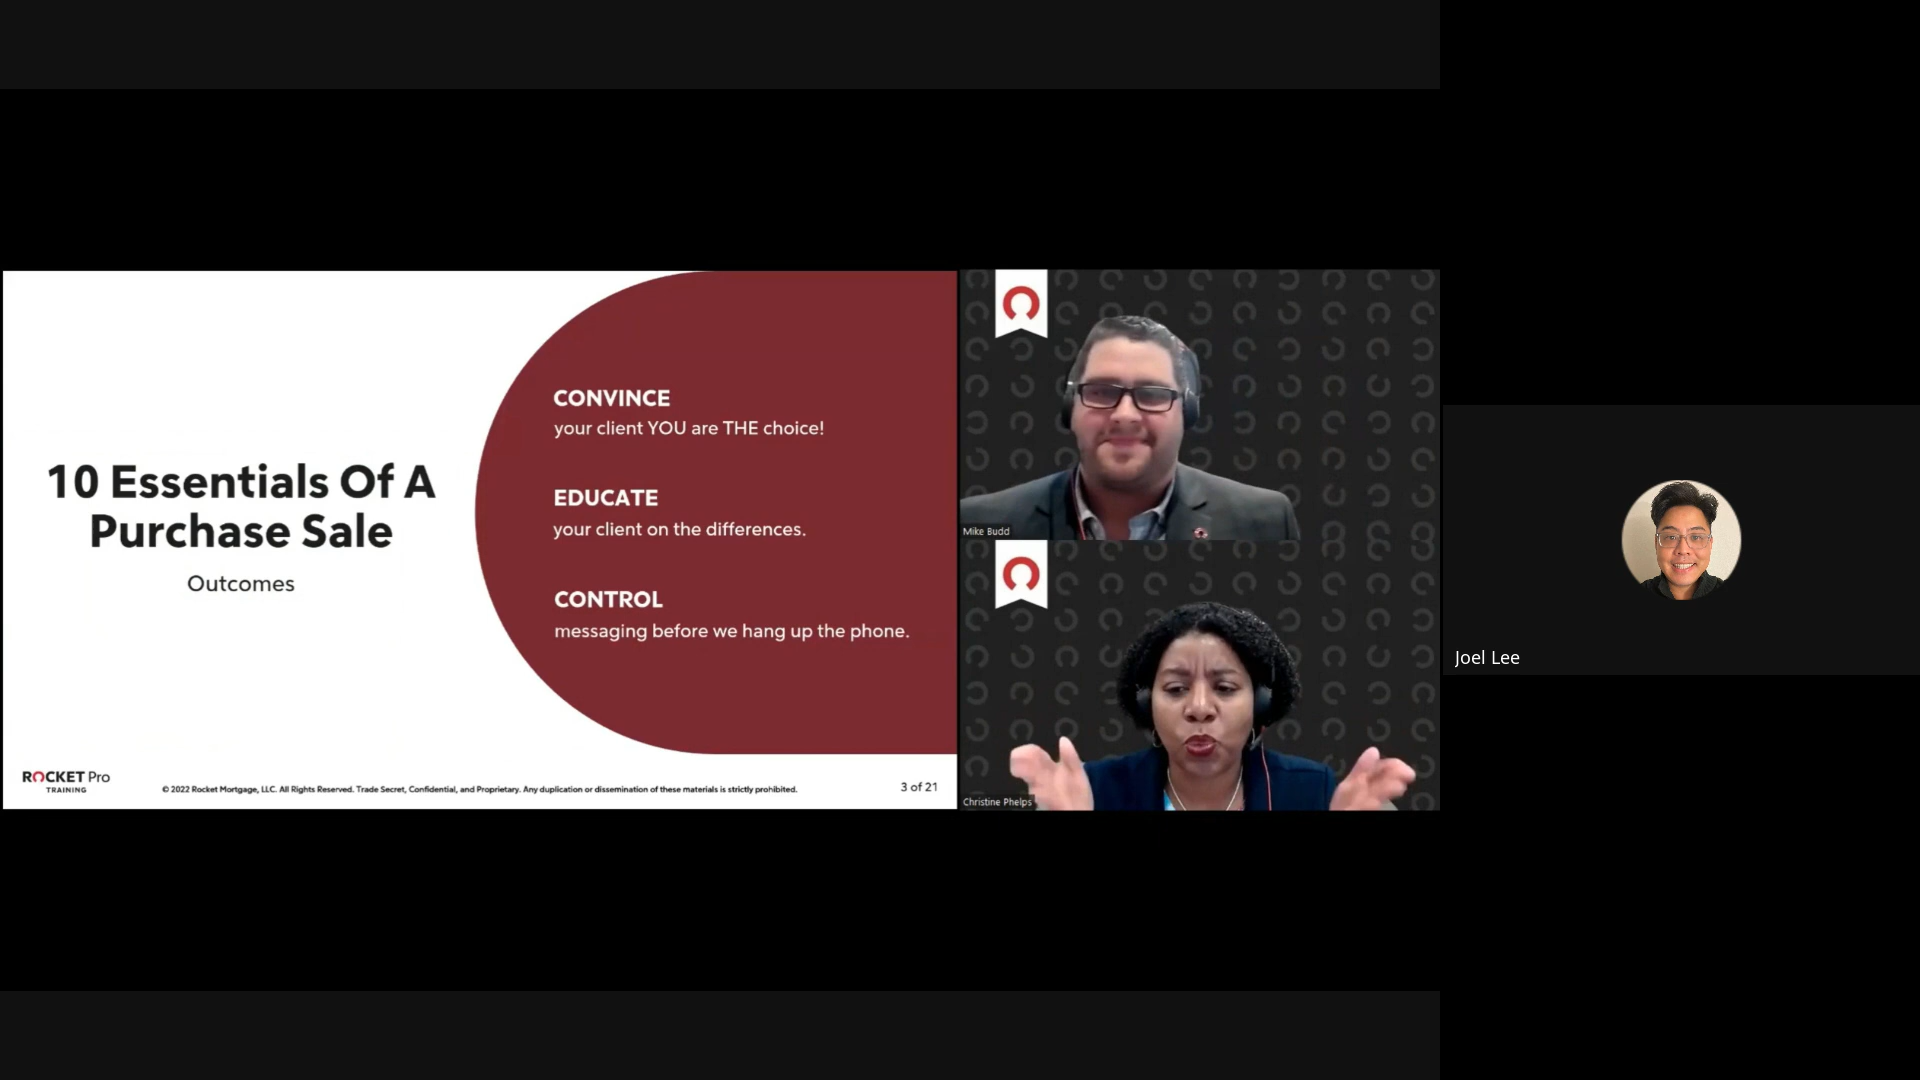 10 Essentials Of A
Purchase Sale
Outcomes
CONVINCE
your client YOU are THE choice!
EDUCATE
your client on the differences.
CONTROL
messaging before we hang up the phone.
ROCKET Pro
TRAINING
© 2022 Rocket Mortgage, LLC. All Rights Reserved. Trade Secret, Confidential, and Proprietary. Any duplication or dissemination of these materials is strictly prohibited.
3 of 21
Mike Budd
Christine Phelps
Joel Lee